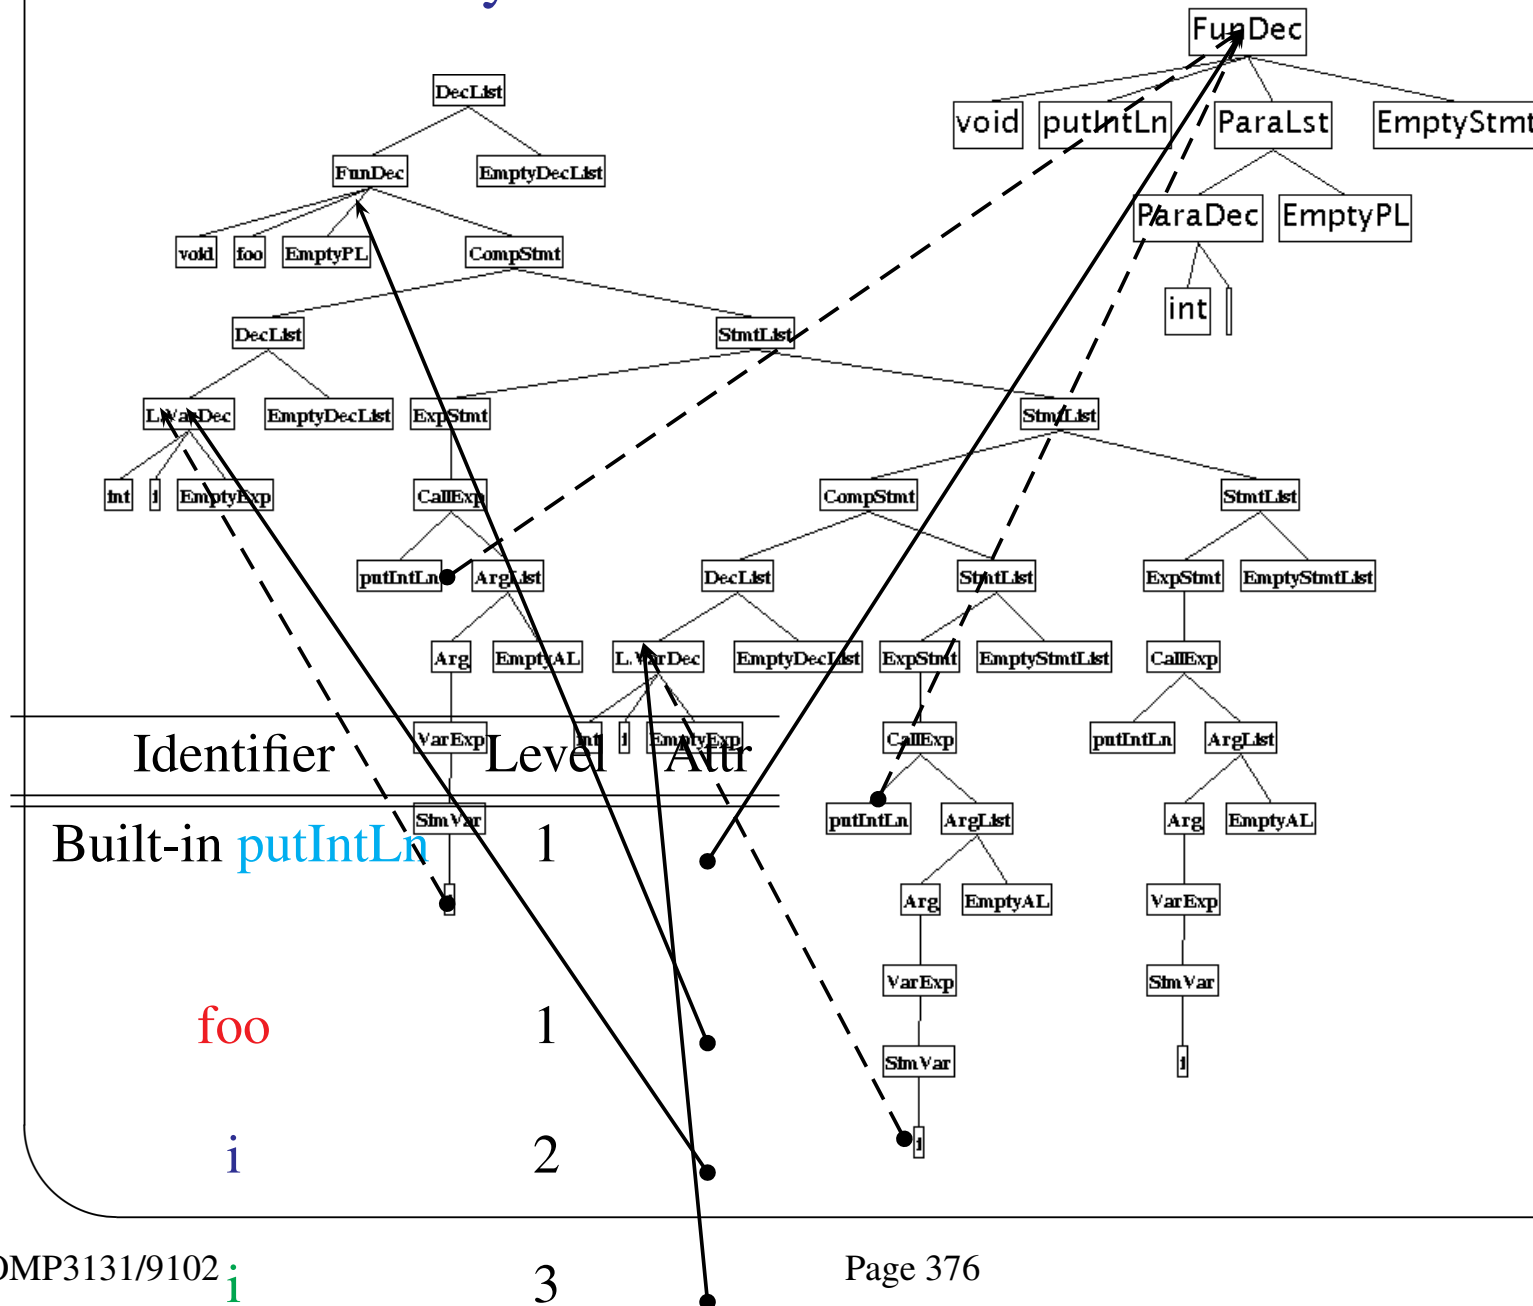 FunDec
void putIntLn ParaLst EmptyStmt
ParaDec EmptyPL
int
DecList
FunDec EmptyDecList
void foo EmptyPL CompStmt
DecList StmtList
L.VarDec EmptyDecList ExpStmt StmtList
int i EmptyExp CallExp CompStmt StmtList
putIntLn ArgList DecList StmtList ExpStmt EmptyStmtList
Arg EmptyAL L.VarDec EmptyDecList ExpStmt EmptyStmtList CallExp
VarExp int i EmptyExp CallExp putIntLn ArgList
Identifier Level Attr
SimVar putIntLn ArgList Arg EmptyAL
Built-in putIntLn 1
Arg EmptyAL VarExp
VarExp SimVar
foo 1
SimVar i
i 2
i
OMP3131/9102 Page 376
i 3